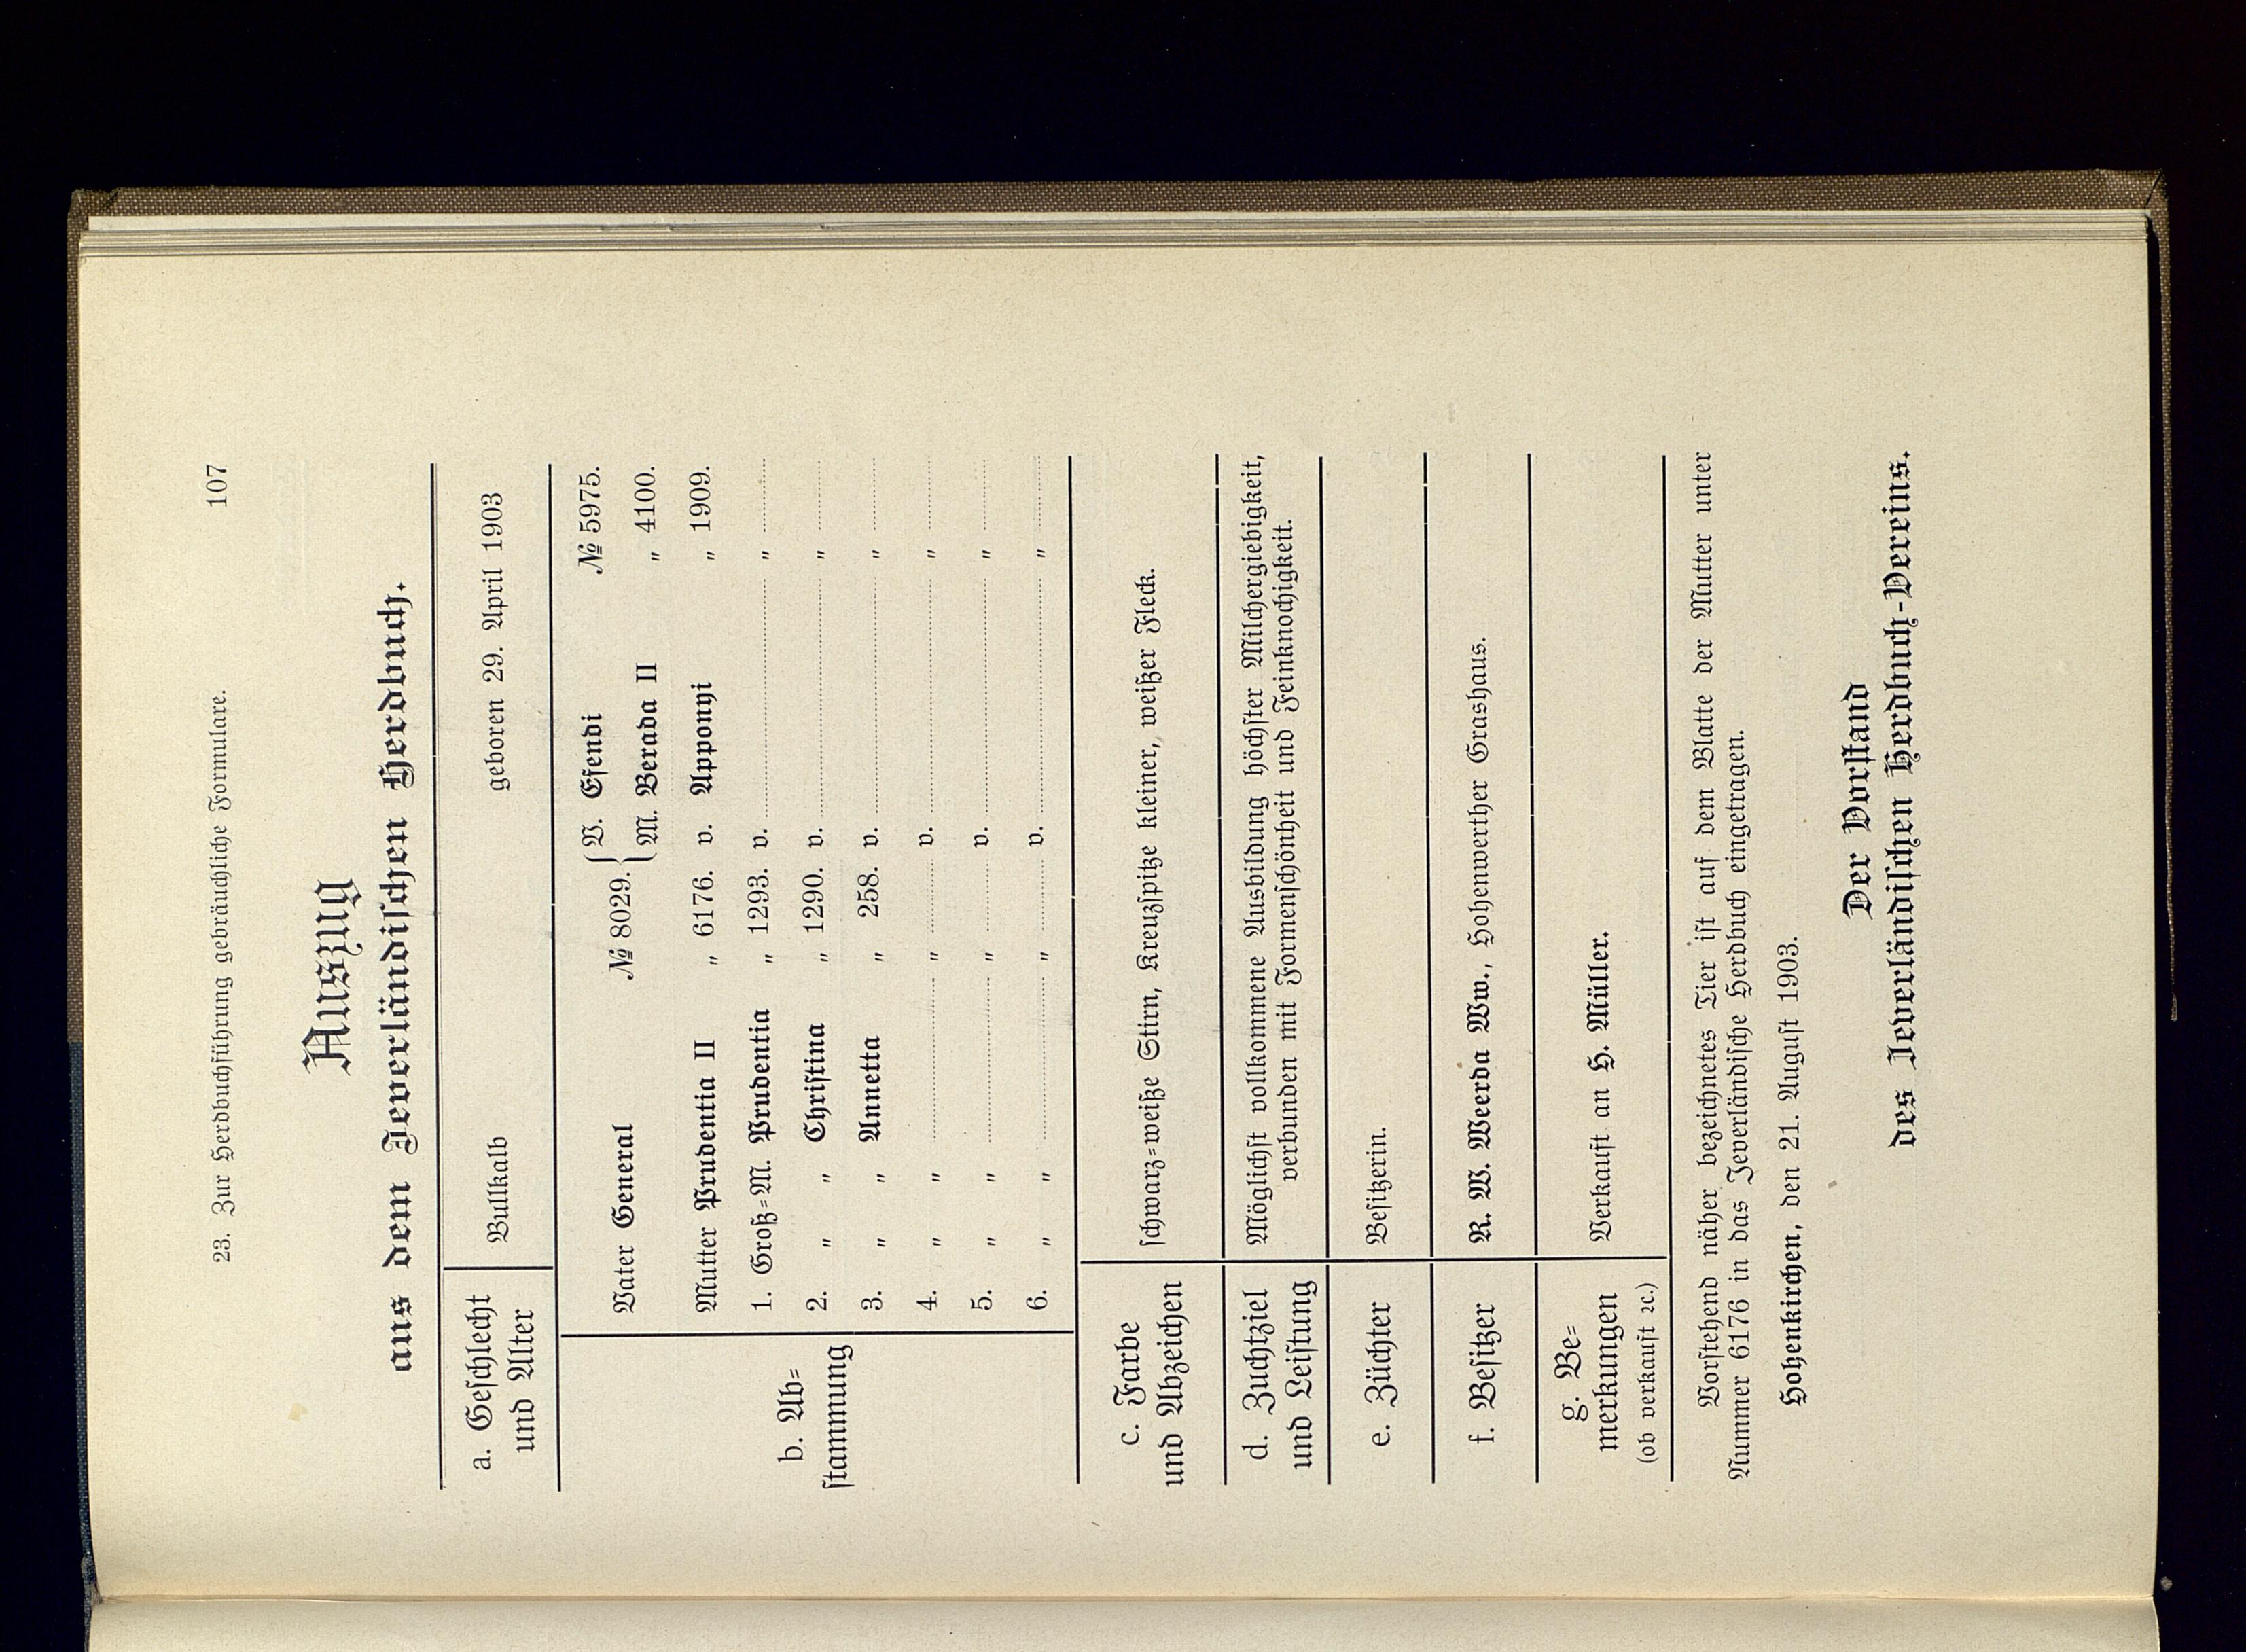 23. Zur Herdbuchführung gebräuchliche Formulare. 107
Auszug
aus dem Jeverländischen Herdbuch.
a. Geschlecht
und Alter
Bullkalb geboren 29. April 1903
b. Ab=
stammung
Vater General № 8029. { V. Efendi № 5975.
M. Berada II „ 4100.
Mutter Prudentia II „ 6176. v. Apponyi „ 1909.
1. Groß=M. Prudentia „ 1293. v. „
2. „ „ Christina „ 1290. v. „
3. „ „ Annetta „ 258. v. „
4. „ „ „ v. „
5. „ „ „ v. „
6. „ „ „ v. „
c. Farbe
und Abzeichen
schwarz=weiße Stirn, Kreuzspitze kleiner, weißer Fleck.
d. Zuchtziel
und Leistung
Möglichst vollkommene Ausbildung höchster Milchergiebigkeit,
verbunden mit Formenschönheit und Feinknochigkeit.
e. Züchter Besitzerin.
f. Besitzer R. W. Weerda Ww., Hohenwerther Grashaus.
g. Be=
merkungen
(ob verkauft ꝛc.)
Verkauft an H. Müller.
Vorstehend näher bezeichnetes Tier ist auf dem Blatte der Mutter unter
Nummer 6176 in das Jeverländische Herdbuch eingetragen.
Hohenkirchen, den 21. August 1903.
Der Vorstand
des Jeverländischen Herdbuch-Vereins.